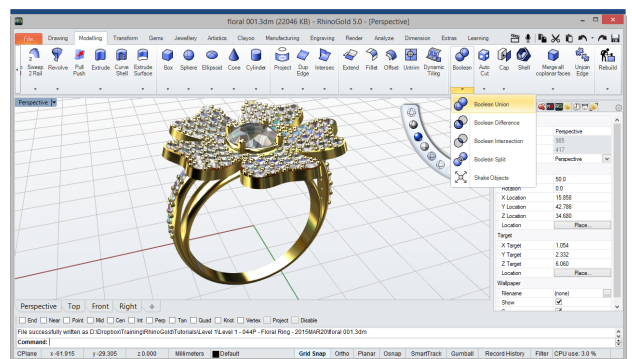 floral 001.3dm (22046 KB) - RhinoGold 5.0 - [Perspective]
File Drawing Modelling Transform Gems Jewellery Artistics Clayoo Manufacturing Engraving Render Analyze Dimension Extras Learning
Sweep 2 Rail Revolve Pull Push Extrude Curve Shell Extrude Surface Box Sphere Ellipsoid Cone Cylinder Project Dup Edge Intersec Extend Fillet Offset Untrim Dynamic Tiling Boolean Auto Cut Cap Shell Merge all coplanar faces Unjoin Edge Rebuild
Perspective
Boolean Union
Boolean Difference
Boolean Intersection
Boolean Split
Shake Objects
Perspective
985
417
Perspective
50.0
Rotation 0.0
X Location 15.858
Y Location 42.786
Z Location 34.680
Location Place...
Target
X Target 1.054
Y Target 2.332
Z Target 6.060
Location Place...
Wallpaper
Filename (none)
Show
Perspective Top Front Right
End Near Point Mid Cen Int Perp Tan Quad Knot Vertex Project Disable
File successfully written as D:\Dropbox\Training\RhinoGold\Tutorials\Level 1\Level 1 - 044P - Floral Ring - 2015MAR20\floral 001.3dm
Command:
CPlane x -61.915 y -29.305 z 0.000 Millimeters Default Grid Snap Ortho Planar Osnap SmartTrack Gumball Record History Filter CPU use: 3.0 %